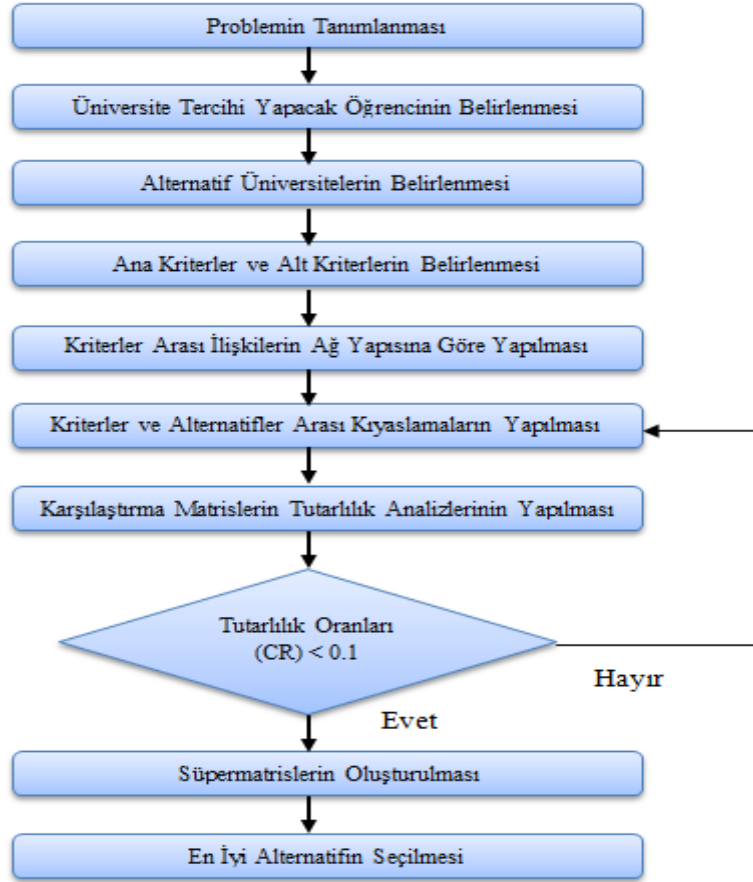 Problemin Tanımlanması
Üniversite Tercihi Yapacak Öğrencinin Belirlenmesi
Alternatif Üniversitelerin Belirlenmesi
Ana Kriterler ve Alt Kriterlerin Belirlenmesi
Kriterler Arası İlişkilerin Ağ Yapısına Göre Yapılması
Kriterler ve Alternatifler Arası Kıyaslamaların Yapılması
Karşılaştırma Matrislerin Tutarlılık Analizlerinin Yapılması
Tutarlılık Oranları
(CR) < 0.1
Hayır
Evet
Süpermatrislerin Oluşturulması
En İyi Alternatifin Seçilmesi